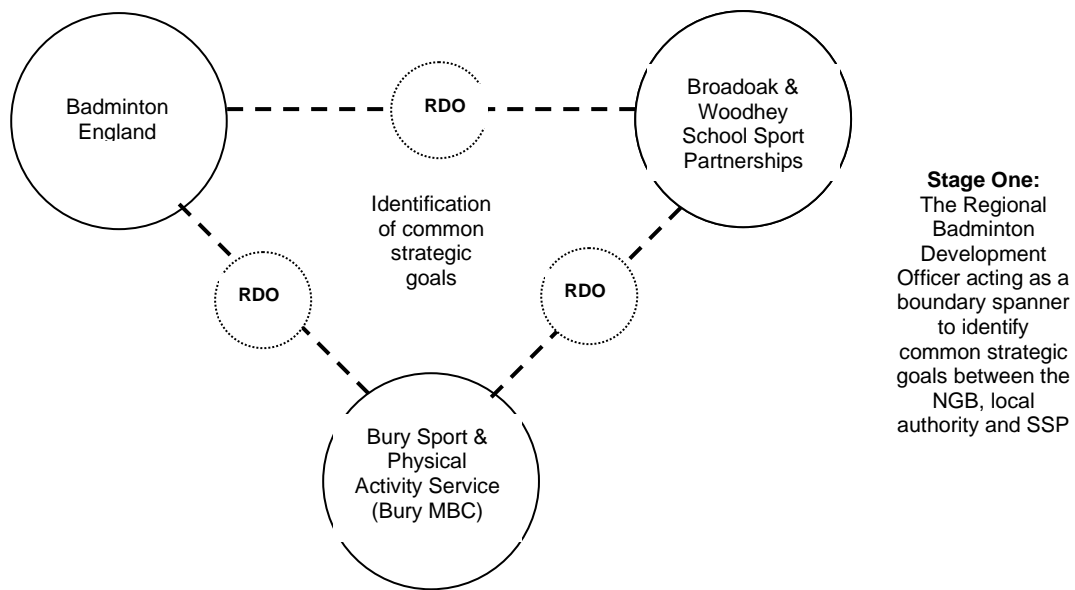 Badminton
England
RDO
Broadoak &
Woodhey
School Sport
Partnerships
Identification
of common
strategic
goals
RDO
RDO
Bury Sport &
Physical
Activity Service
(Bury MBC)
Stage One:
The Regional
Badminton
Development
Officer acting as a
boundary spanner
to identify
common strategic
goals between the
NGB, local
authority and SSP